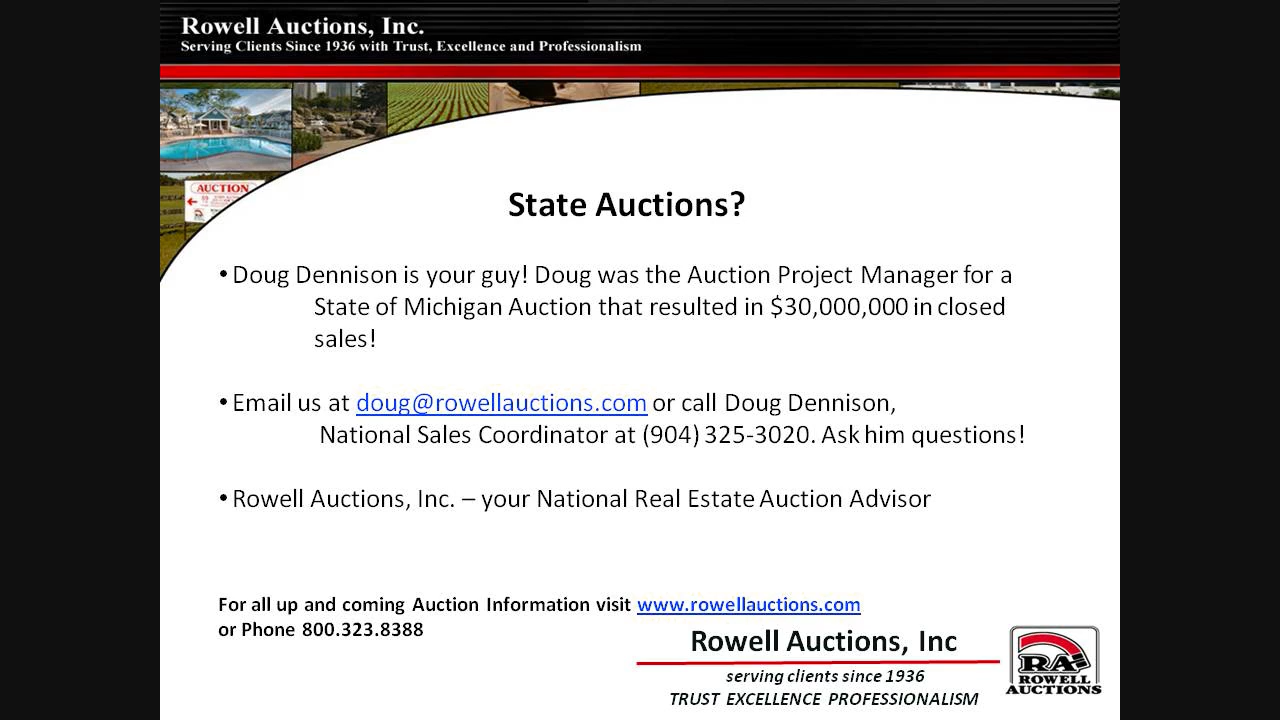 Rowell Auctions, Inc.
Serving Clients Since 1936 with Trust, Excellence and Professionalism
AUCTION
State Auctions?
• Doug Dennison is your guy! Doug was the Auction Project Manager for a
State of Michigan Auction that resulted in $30,000,000 in closed
sales!
• Email us at doug@rowellauctions.com or call Doug Dennison,
National Sales Coordinator at (904) 325-3020. Ask him questions!
• Rowell Auctions, Inc. – your National Real Estate Auction Advisor
For all up and coming Auction Information visit www.rowellauctions.com
or Phone 800.323.8388
Rowell Auctions, Inc
serving clients since 1936
TRUST EXCELLENCE PROFESSIONALISM
RA
ROWELL
AUCTIONS